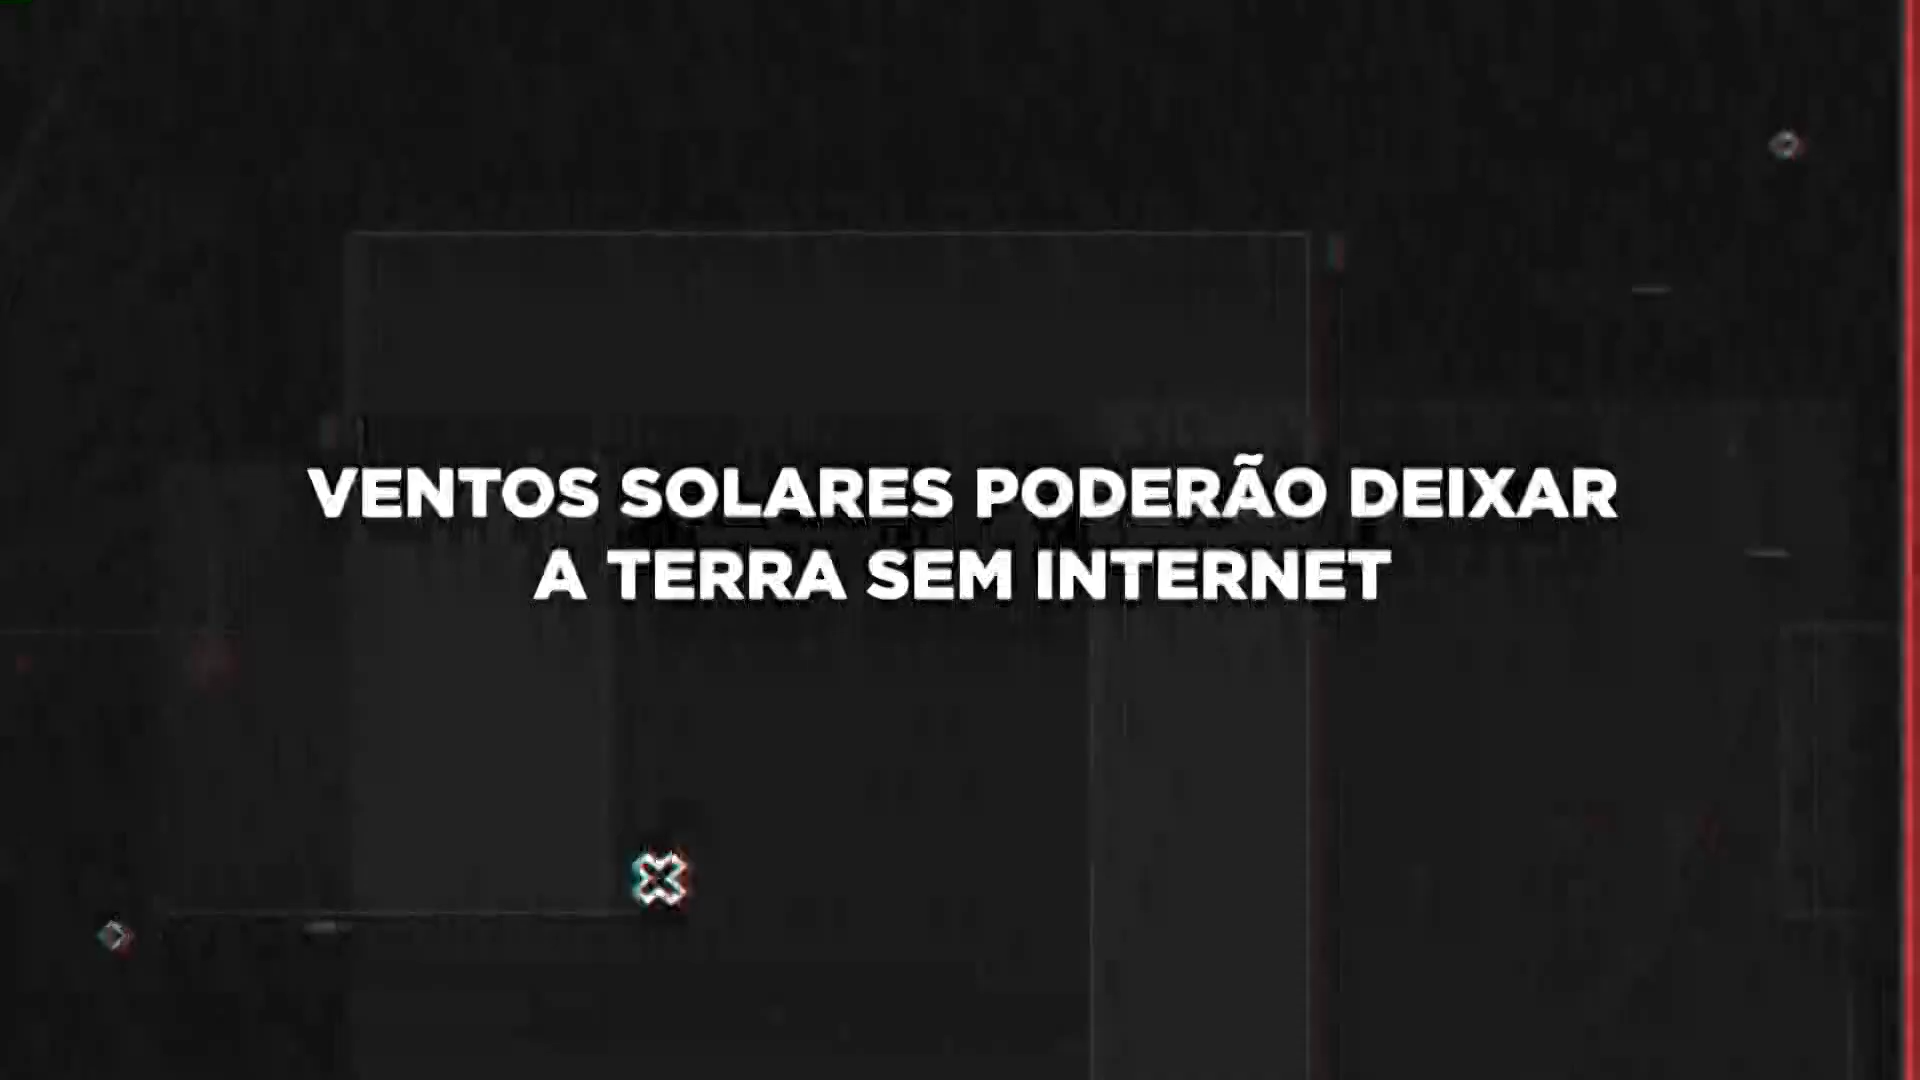 VENTOS SOLARES PODERÃO DEIXAR
A TERRA SEM INTERNET